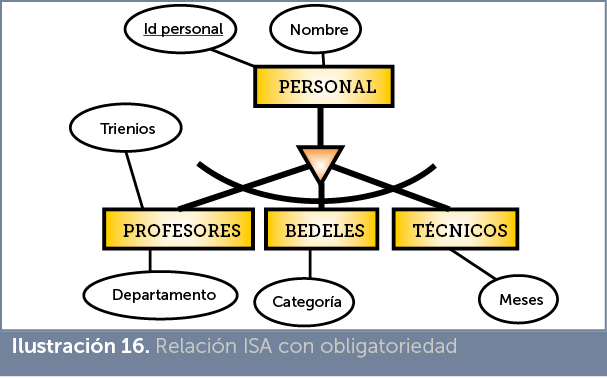 Id personal
Nombre
PERSONAL
Trienios
PROFESORES
BEDELES
TÉCNICOS
Departamento
Categoría
Meses
Ilustración 16. Relación ISA con obligatoriedad